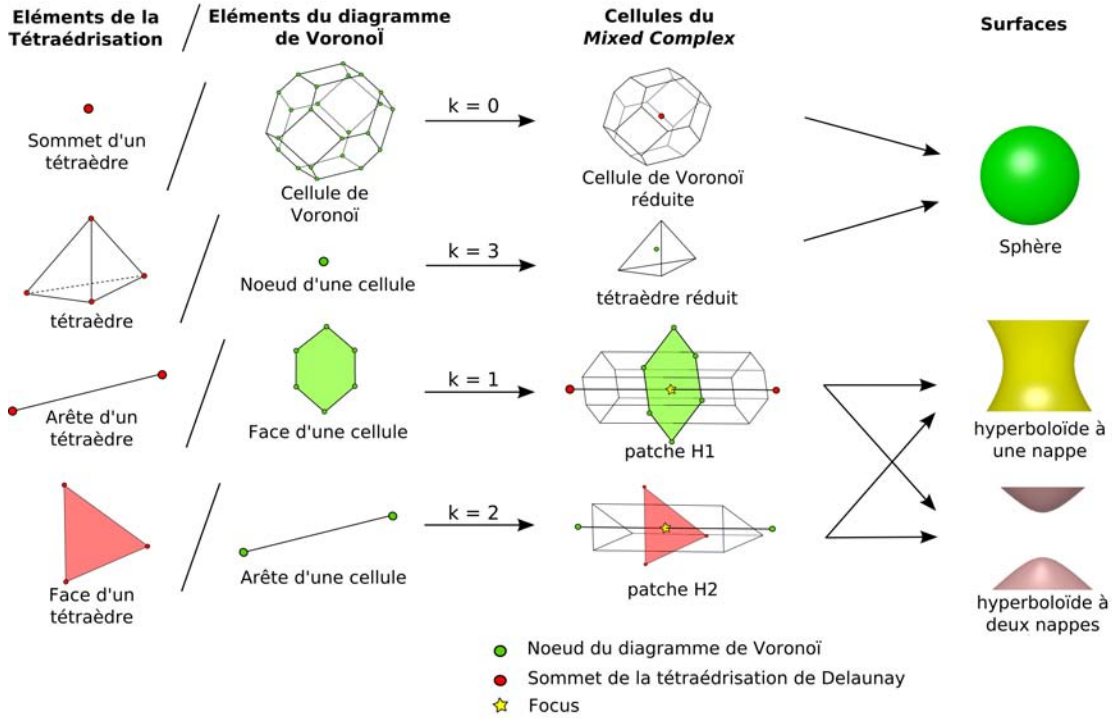 Eléments de la
Tétraédrisation
Eléments du diagramme
de VoronoÏ
Cellules du
Mixed Complex
Surfaces
Sommet d'un
tétraèdre
Cellule de
Voronoï
k = 0
Cellule de Voronoï
réduite
Sphère
tétraèdre
Noeud d'une cellule
k = 3
tétraèdre réduit
Arête d'un
tétraèdre
Face d'une cellule
k = 1
patche H1
hyperboloïde à
une nappe
Face d'un
tétraèdre
Arête d'une cellule
k = 2
patche H2
hyperboloïde à
deux nappes
Noeud du diagramme de Voronoï
Sommet de la tétraédrisation de Delaunay
Focus